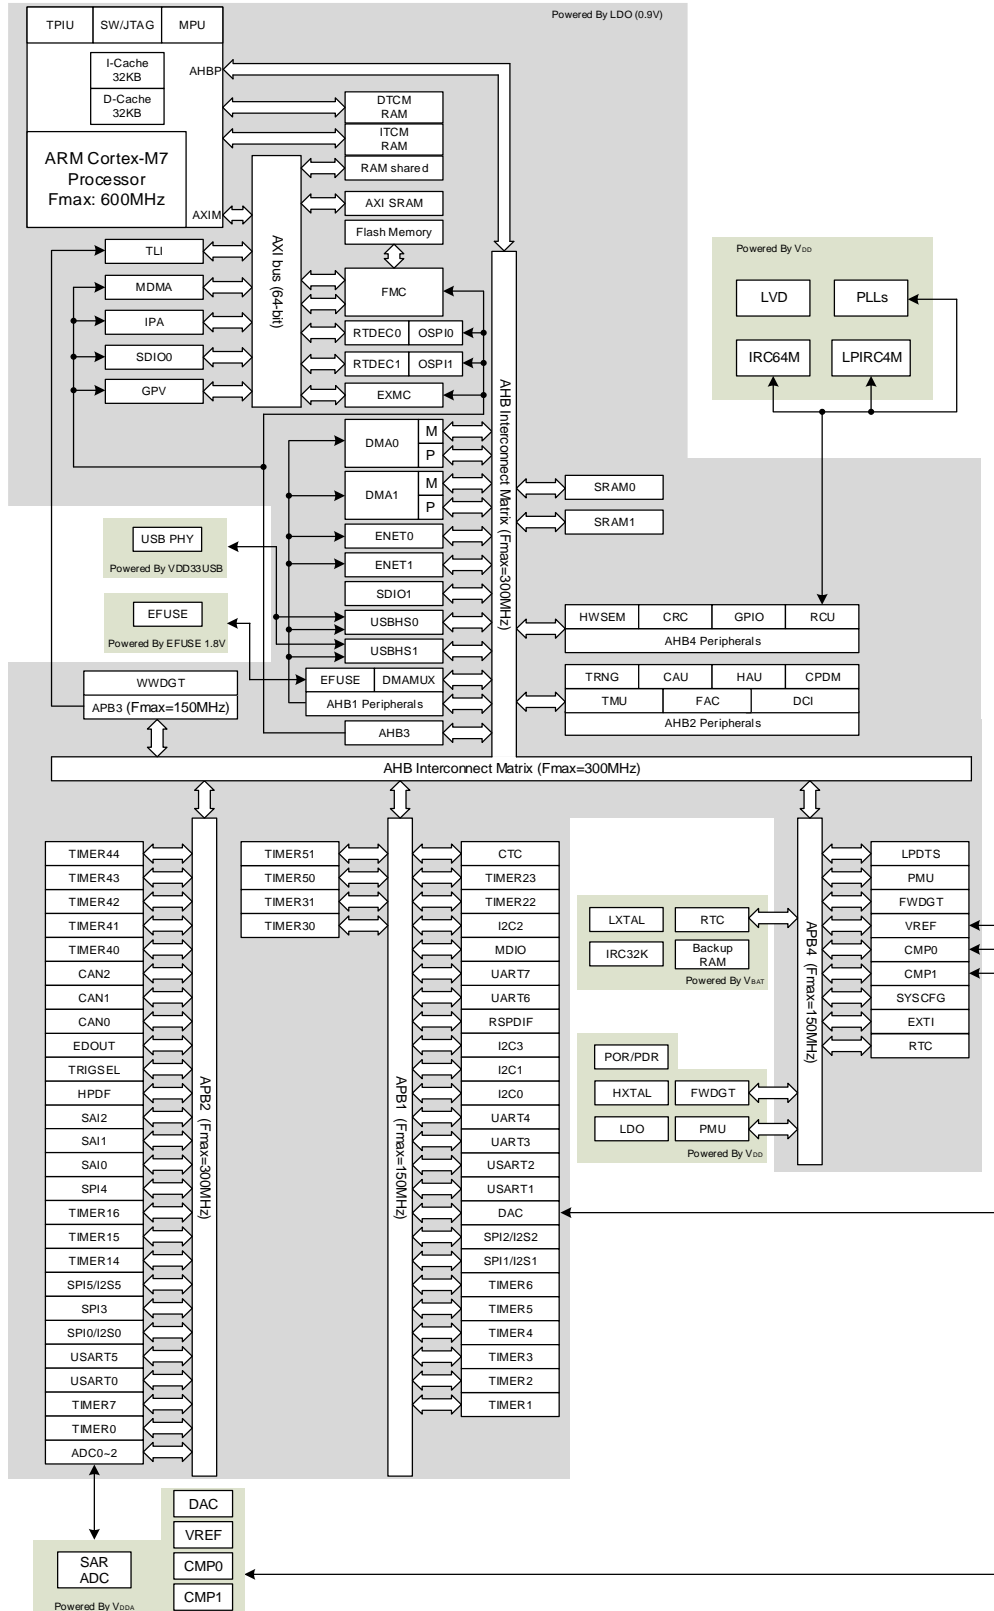 Powered By LDO (0.9V)
TPIU
SW/JTAG
MPU
I-Cache
32KB
D-Cache
32KB
AHBP
ARM Cortex-M7
Processor
Fmax: 600MHz
AXIM
DTCM
RAM
ITCM
RAM
RAM shared
AXI SRAM
Flash Memory
FMC
RTDEC0
OSPI0
RTDEC1
OSPI1
EXMC
AXI bus (64-bit)
TLI
MDMA
IPA
SDIO0
GPV
AHB Interconnect Matrix (Fmax=300MHz)
Powered By VDD
LVD
PLLs
IRC64M
LPIRC4M
DMA0
M
P
DMA1
M
P
ENET0
ENET1
SDIO1
USBHS0
USBHS1
EFUSE
DMAMUX
AHB1 Peripherals
AHB3
SRAM0
SRAM1
USB PHY
Powered By VDD33USB
EFUSE
Powered By EFUSE 1.8V
HWSEM
CRC
GPIO
RCU
AHB4 Peripherals
TRNG
CAU
HAU
CPDM
TMU
FAC
DCI
AHB2 Peripherals
WWDGT
APB3 (Fmax=150MHz)
AHB Interconnect Matrix (Fmax=300MHz)
TIMER44
TIMER43
TIMER42
TIMER41
TIMER40
CAN2
CAN1
CAN0
EDOUT
TRIGSEL
HPDF
SAI2
SAI1
SAI0
SPI4
TIMER16
TIMER15
TIMER14
SPI5/I2S5
SPI3
SPI0/I2S0
USART5
USART0
TIMER7
TIMER0
ADC0~2
APB2 (Fmax=300MHz)
TIMER51
TIMER50
TIMER31
TIMER30
APB1 (Fmax=150MHz)
CTC
TIMER23
TIMER22
I2C2
MDIO
UART7
UART6
RSPDIF
I2C3
I2C1
I2C0
UART4
UART3
USART2
USART1
DAC
SPI2/I2S2
SPI1/I2S1
TIMER6
TIMER5
TIMER4
TIMER3
TIMER2
TIMER1
LXTAL
RTC
IRC32K
Backup
RAM
Powered By VBAT
POR/PDR
HXTAL
FWDGT
LDO
PMU
Powered By VDD
APB4 (Fmax=150MHz)
LPDTS
PMU
FWDGT
VREF
CMP0
CMP1
SYSCFG
EXTI
RTC
SAR
ADC
Powered By VDDA
DAC
VREF
CMP0
CMP1